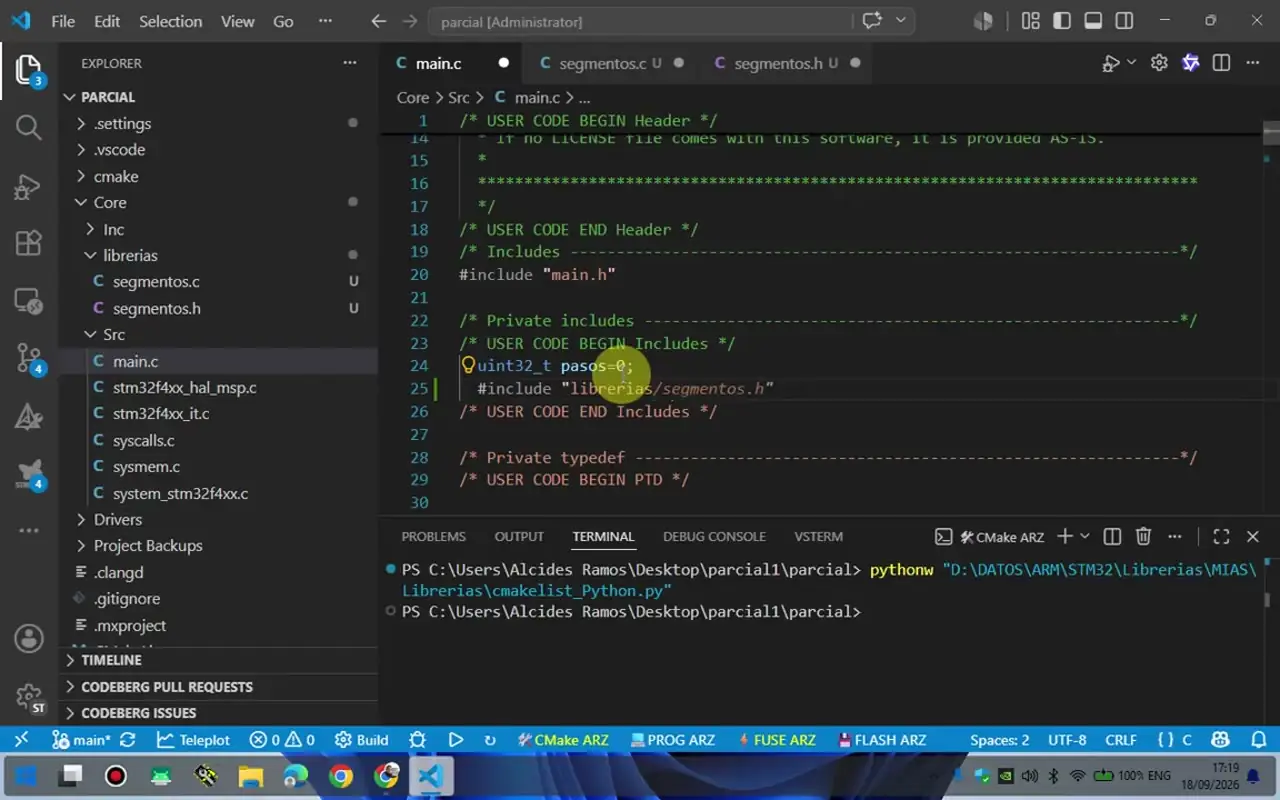 File Edit Selection View Go ··· parcial [Administrator]
EXPLORER ···
3
PARCIAL
.settings
.vscode
cmake
Core
Inc
librerias
C segmentos.c U
C segmentos.h U
Src
C main.c
C stm32f4xx_hal_msp.c
C stm32f4xx_it.c
C syscalls.c
C sysmem.c
C system_stm32f4xx.c
Drivers
Project Backups
.clangd
.gitignore
.mxproject
TIMELINE
CODEBERG PULL REQUESTS
CODEBERG ISSUES
4
4
ST
C main.c C segmentos.c U C segmentos.h U
Core > Src > C main.c > ...
1 /* USER CODE BEGIN Header */
14 * If no LICENSE file comes with this software, it is provided AS-IS.
15 *
16 ******************************************************************************
17 */
18 /* USER CODE END Header */
19 /* Includes ------------------------------------------------------------------*/
20 #include "main.h"
21
22 /* Private includes ----------------------------------------------------------*/
23 /* USER CODE BEGIN Includes */
24 uint32_t pasos=0;
25 #include "librerias/segmentos.h"
26 /* USER CODE END Includes */
27
28 /* Private typedef -----------------------------------------------------------*/
29 /* USER CODE BEGIN PTD */
30
PROBLEMS OUTPUT TERMINAL DEBUG CONSOLE VSTERM CMake ARZ
PS C:\Users\Alcides Ramos\Desktop\parcial1\parcial> pythonw "D:\DATOS\ARM\STM32\Librerias\MIAS\
Librerias\cmakelist_Python.py"
PS C:\Users\Alcides Ramos\Desktop\parcial1\parcial>
main* Teleplot 0 0 Build CMake ARZ PROG ARZ FUSE ARZ FLASH ARZ Spaces: 2 UTF-8 CRLF { } C
100% ENG 17:19
18/09/2026